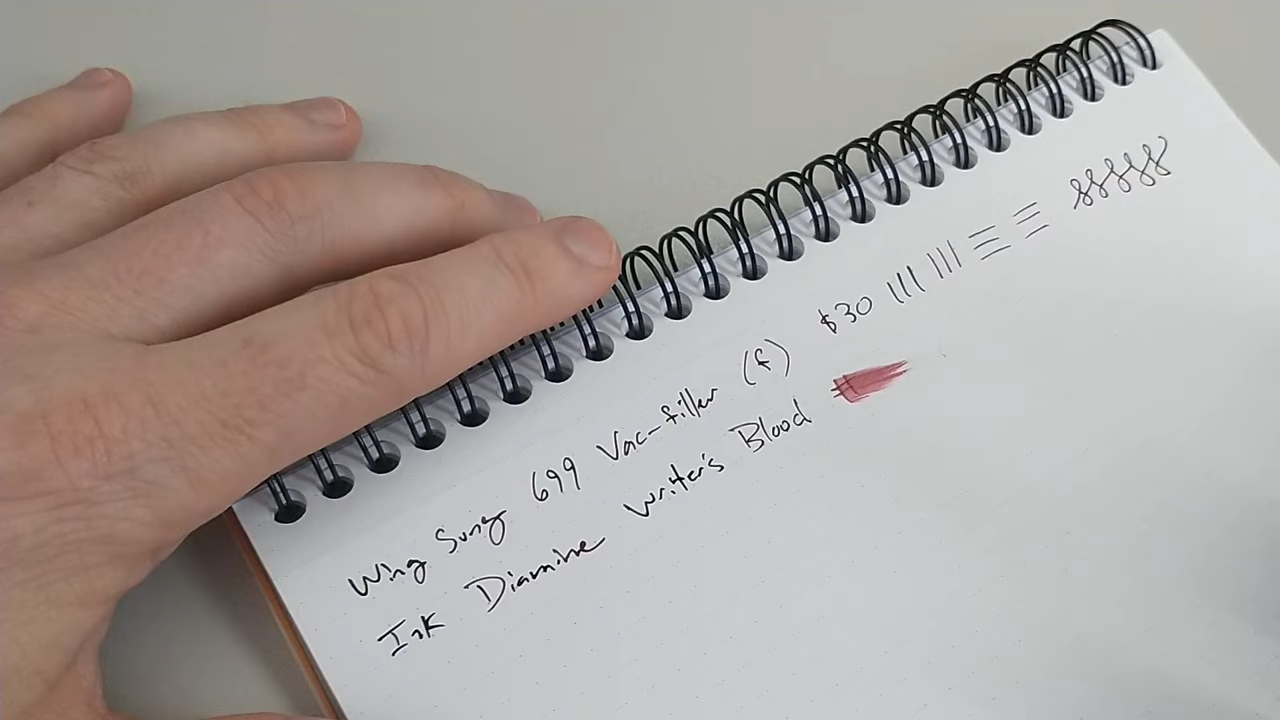 Wing Sung 699 Vac-filler (f) $30
Ink Diamine Writer's Blood